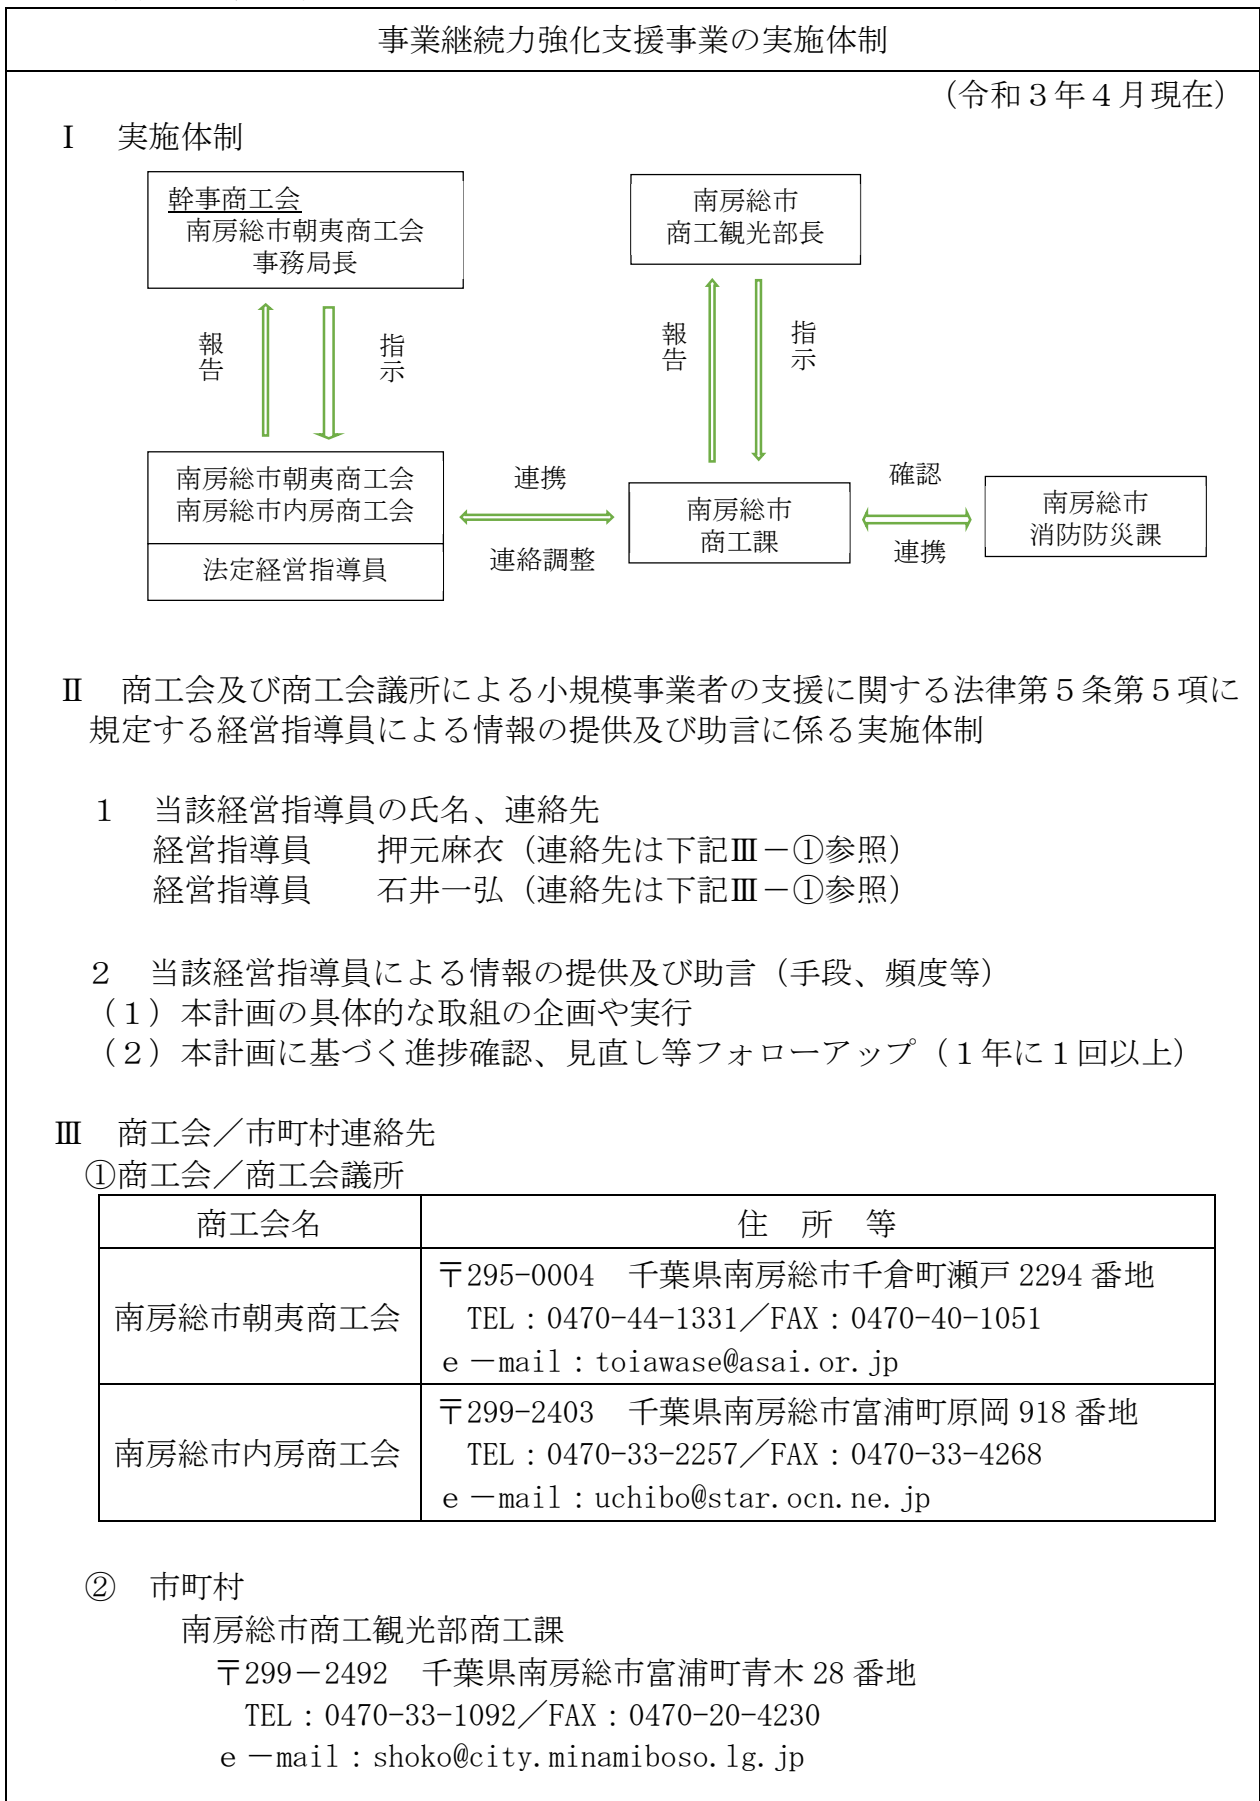 事業継続力強化支援事業の実施体制
（令和３年４月現在）
Ⅰ　実施体制
幹事商工会
南房総市朝夷商工会
事務局長
南房総市
商工観光部長
報告
指示
報告
指示
南房総市朝夷商工会
南房総市内房商工会
法定経営指導員
連携
連絡調整
南房総市
商工課
確認
連携
南房総市
消防防災課
Ⅱ　商工会及び商工会議所による小規模事業者の支援に関する法律第５条第５項に
規定する経営指導員による情報の提供及び助言に係る実施体制
１　当該経営指導員の氏名、連絡先
経営指導員　　押元麻衣（連絡先は下記Ⅲ－①参照）
経営指導員　　石井一弘（連絡先は下記Ⅲ－①参照）
２　当該経営指導員による情報の提供及び助言（手段、頻度等）
（１）本計画の具体的な取組の企画や実行
（２）本計画に基づく進捗確認、見直し等フォローアップ（１年に１回以上）
Ⅲ　商工会／市町村連絡先
①商工会／商工会議所
商工会名
住　所　等
南房総市朝夷商工会
〒295-0004　千葉県南房総市千倉町瀬戸 2294 番地
TEL：0470-44-1331／FAX：0470-40-1051
ｅ－mail：toiawase@asai.or.jp
南房総市内房商工会
〒299-2403　千葉県南房総市富浦町原岡 918 番地
TEL：0470-33-2257／FAX：0470-33-4268
ｅ－mail：uchibo@star.ocn.ne.jp
②　市町村
南房総市商工観光部商工課
〒299－2492　千葉県南房総市富浦町青木 28 番地
TEL：0470-33-1092／FAX：0470-20-4230
ｅ－mail：shoko@city.minamiboso.lg.jp